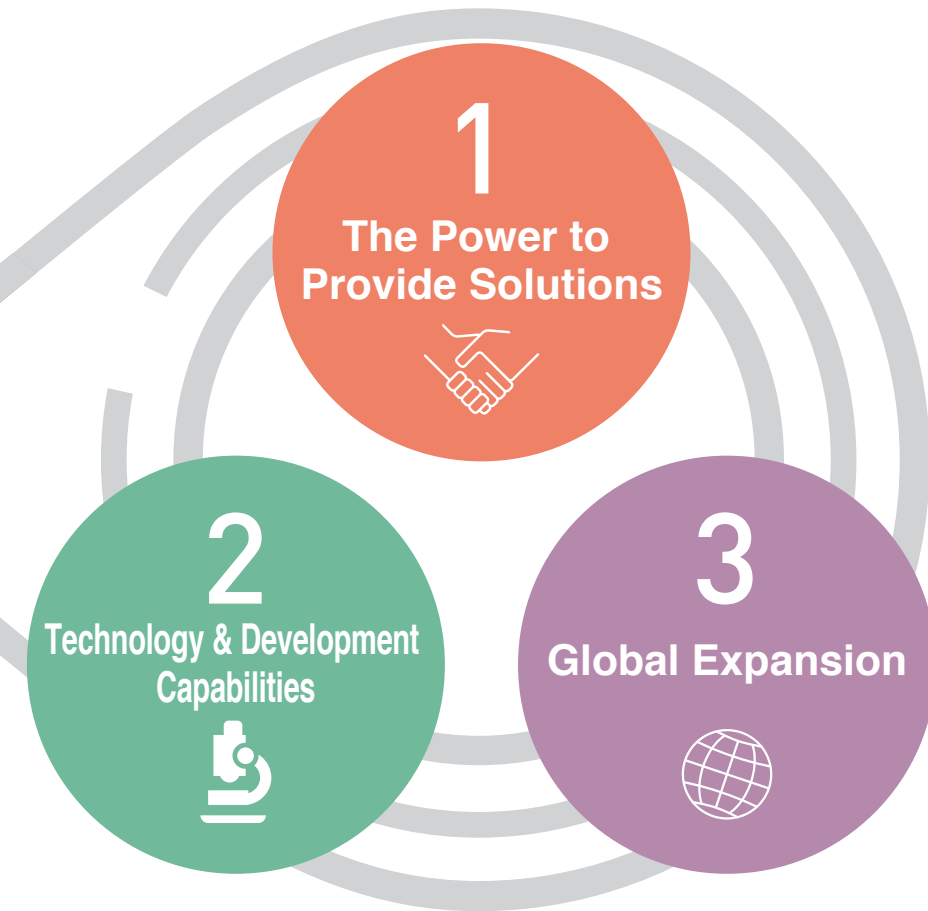 1
The Power to
Provide Solutions
2
Technology & Development
Capabilities
3
Global Expansion